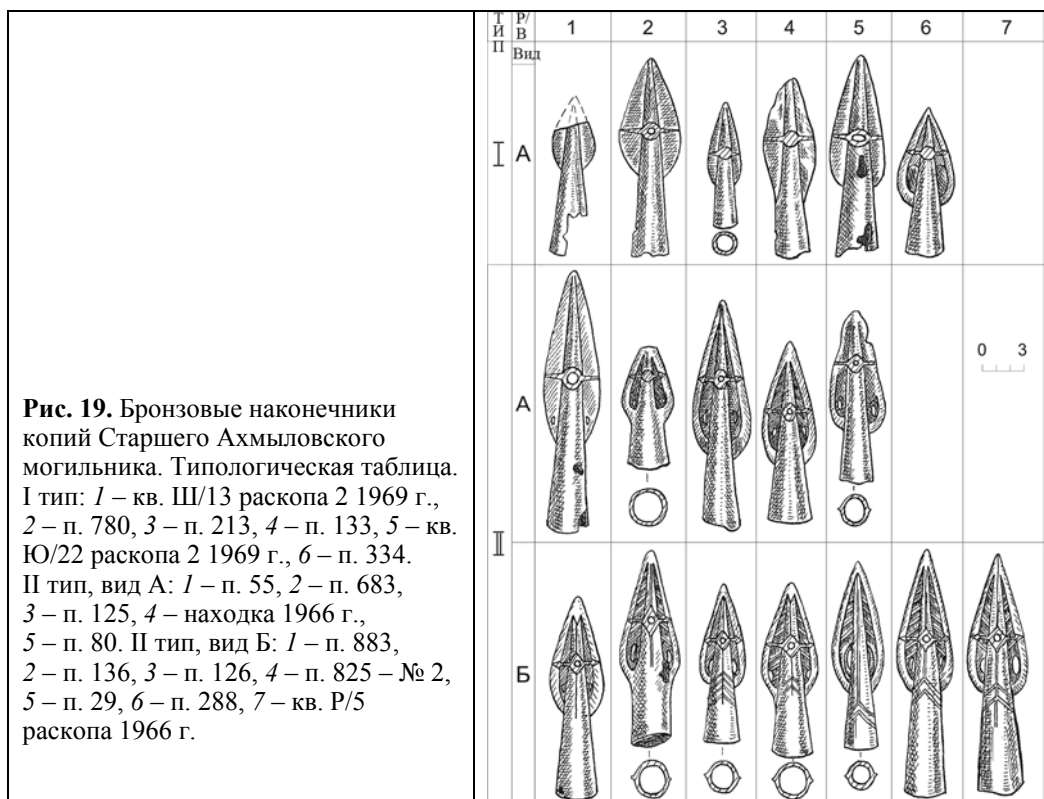 Рис. 19. Бронзовые наконечники
копий Старшего Ахмыловского
могильника. Типологическая таблица.
I тип: 1 – кв. Ш/13 раскопа 2 1969 г.,
2 – п. 780, 3 – п. 213, 4 – п. 133, 5 – кв.
Ю/22 раскопа 2 1969 г., 6 – п. 334.
II тип, вид А: 1 – п. 55, 2 – п. 683,
3 – п. 125, 4 – находка 1966 г.,
5 – п. 80. II тип, вид Б: 1 – п. 883,
2 – п. 136, 3 – п. 126, 4 – п. 825 – № 2,
5 – п. 29, 6 – п. 288, 7 – кв. Р/5
раскопа 1966 г.
ТИП Р/В 1 2 3 4 5 6 7
Вид
I А
А
0 3
II
Б